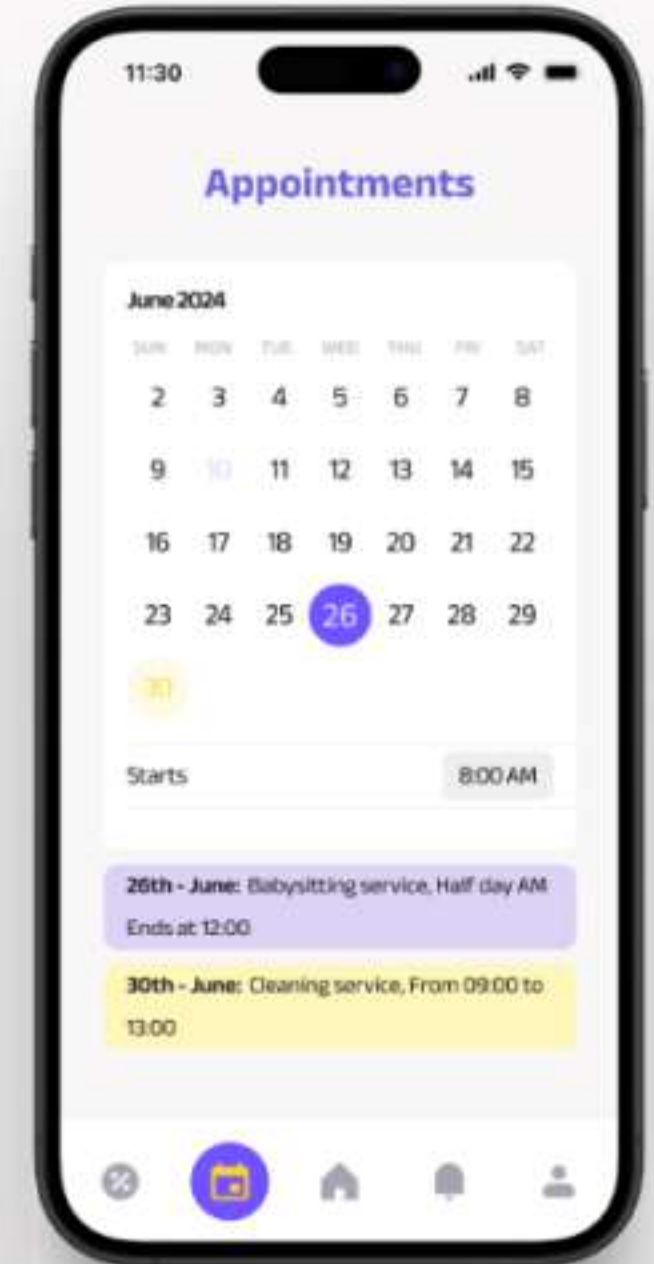 11:30
Appointments
June 2024
SUN MON TUE WED THU FRI SAT
2 3 4 5 6 7 8
9 10 11 12 13 14 15
16 17 18 19 20 21 22
23 24 25 26 27 28 29
30
Starts 8:00 AM
26th - June: Babysitting service, Half day AM
Ends at 12:00
30th - June: Cleaning service, From 09:00 to
13:00